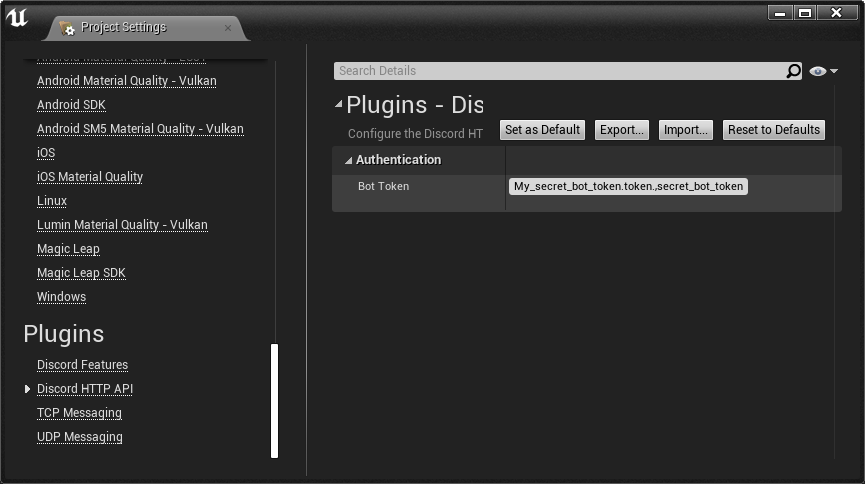 Project Settings
Android Material Quality - Vulkan
Android SDK
Android SM5 Material Quality - Vulkan
iOS
iOS Material Quality
Linux
Lumin Material Quality - Vulkan
Magic Leap
Magic Leap SDK
Windows
Plugins
Discord Features
Discord HTTP API
TCP Messaging
UDP Messaging
Search Details
Plugins - Dis
Configure the Discord HT
Set as Default
Export...
Import...
Reset to Defaults
Authentication
Bot Token
My_secret_bot_token.token.,secret_bot_token